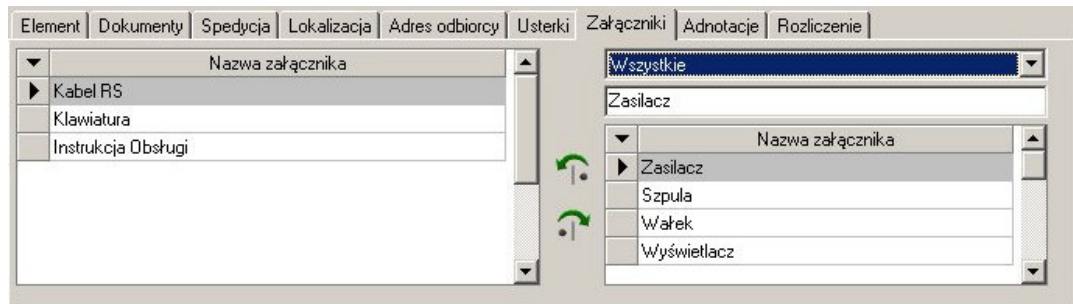 Element Dokumenty Spedycja Lokalizacja Adres odbiorcy Usterki Załączniki Adnotacje Rozliczenie
Nazwa załącznika
Kabel RS
Klawiatura
Instrukcja Obsługi
Wszystkie
Zasilacz
Nazwa załącznika
Zasilacz
Szpula
Wałek
Wyświetlacz